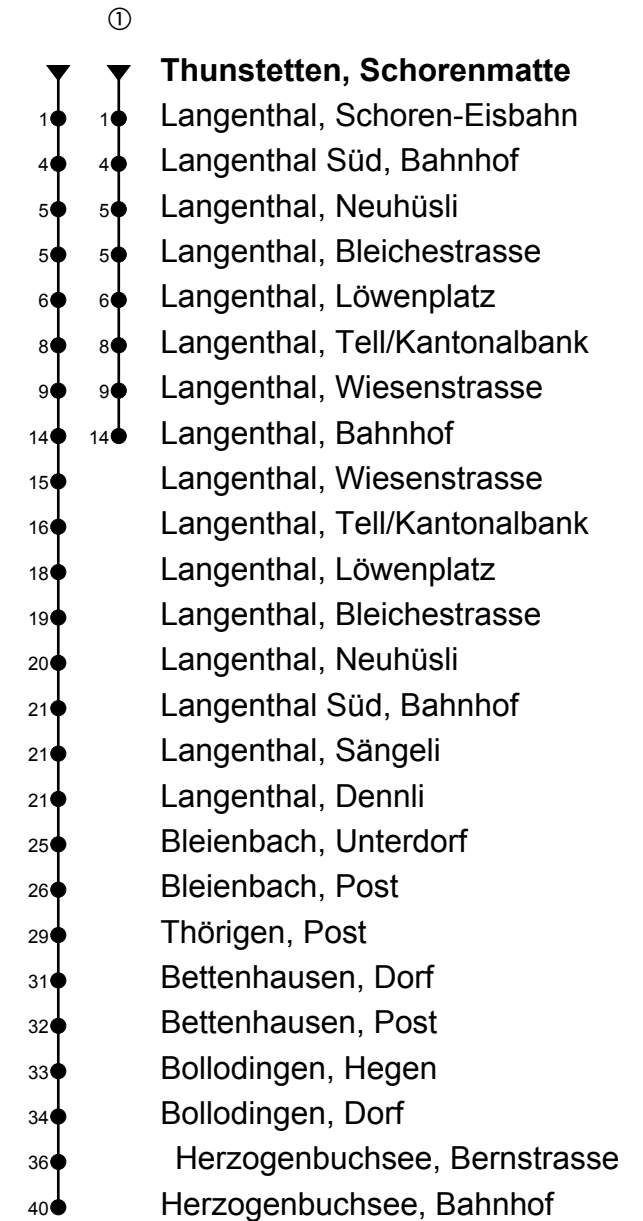 ①
Thunstetten, Schorenmatte
1 1 Langenthal, Schoren-Eisbahn
4 4 Langenthal Süd, Bahnhof
5 5 Langenthal, Neuhüsli
5 5 Langenthal, Bleichestrasse
6 6 Langenthal, Löwenplatz
8 8 Langenthal, Tell/Kantonalbank
9 9 Langenthal, Wiesenstrasse
14 14 Langenthal, Bahnhof
15 Langenthal, Wiesenstrasse
16 Langenthal, Tell/Kantonalbank
18 Langenthal, Löwenplatz
19 Langenthal, Bleichestrasse
20 Langenthal, Neuhüsli
21 Langenthal Süd, Bahnhof
21 Langenthal, Sängeli
21 Langenthal, Dennli
25 Bleienbach, Unterdorf
26 Bleienbach, Post
29 Thörigen, Post
31 Bettenhausen, Dorf
32 Bettenhausen, Post
33 Bollodingen, Hegen
34 Bollodingen, Dorf
36 Herzogenbuchsee, Bernstrasse
40 Herzogenbuchsee, Bahnhof